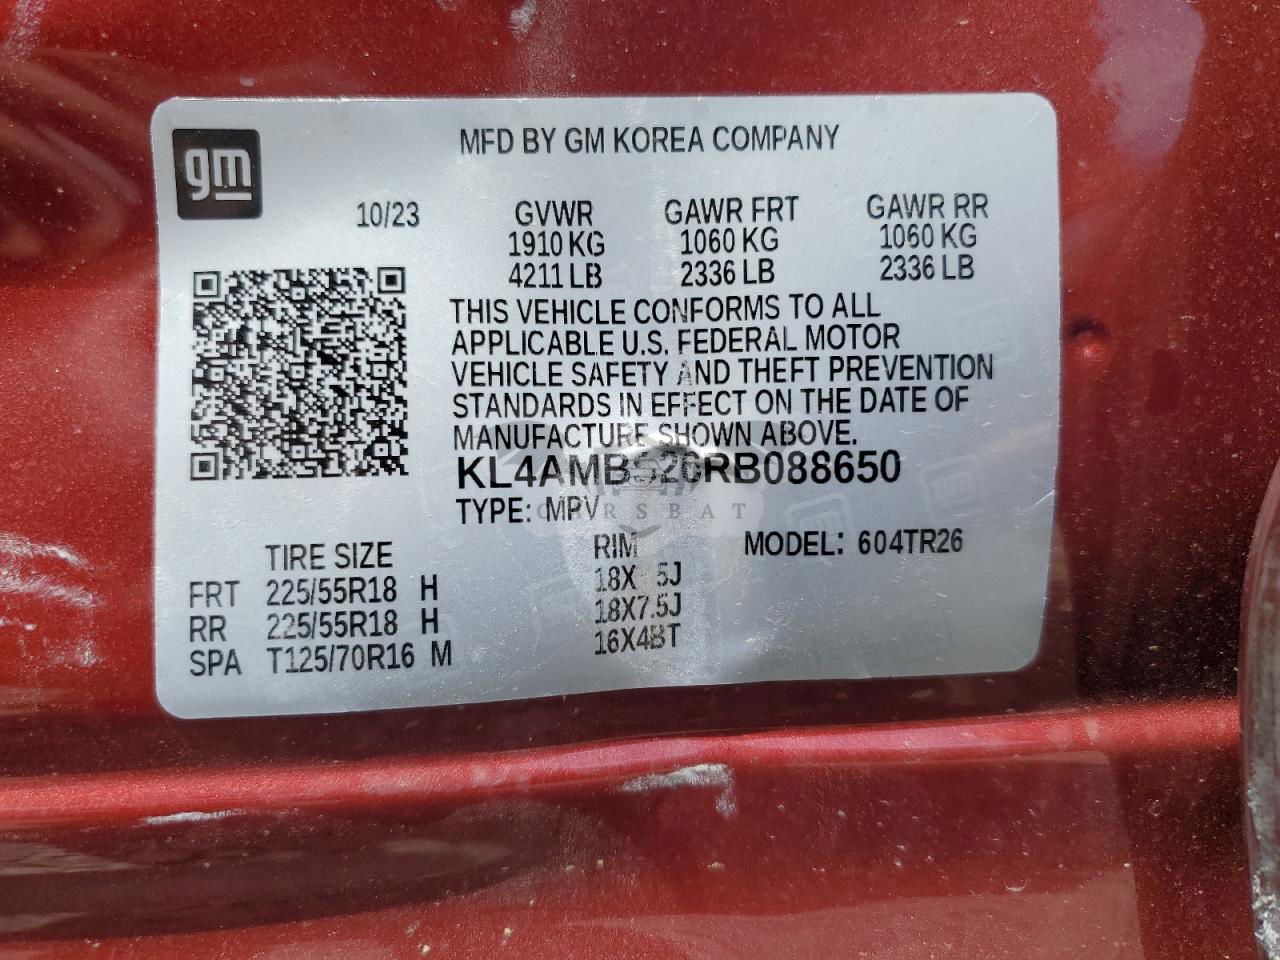 gm
MFD BY GM KOREA COMPANY
10/23 GVWR GAWR FRT GAWR RR
1910 KG 1060 KG 1060 KG
4211 LB 2336 LB 2336 LB
THIS VEHICLE CONFORMS TO ALL
APPLICABLE U.S. FEDERAL MOTOR
VEHICLE SAFETY AND THEFT PREVENTION
STANDARDS IN EFFECT ON THE DATE OF
MANUFACTURE SHOWN ABOVE.
TYPE: MPV
CARSBAT
TIRE SIZE RIM MODEL: 604TR26
FRT 225/55R18 H
RR 225/55R18 H 18X7.5J
SPA T125/70R16 M 16X4BT